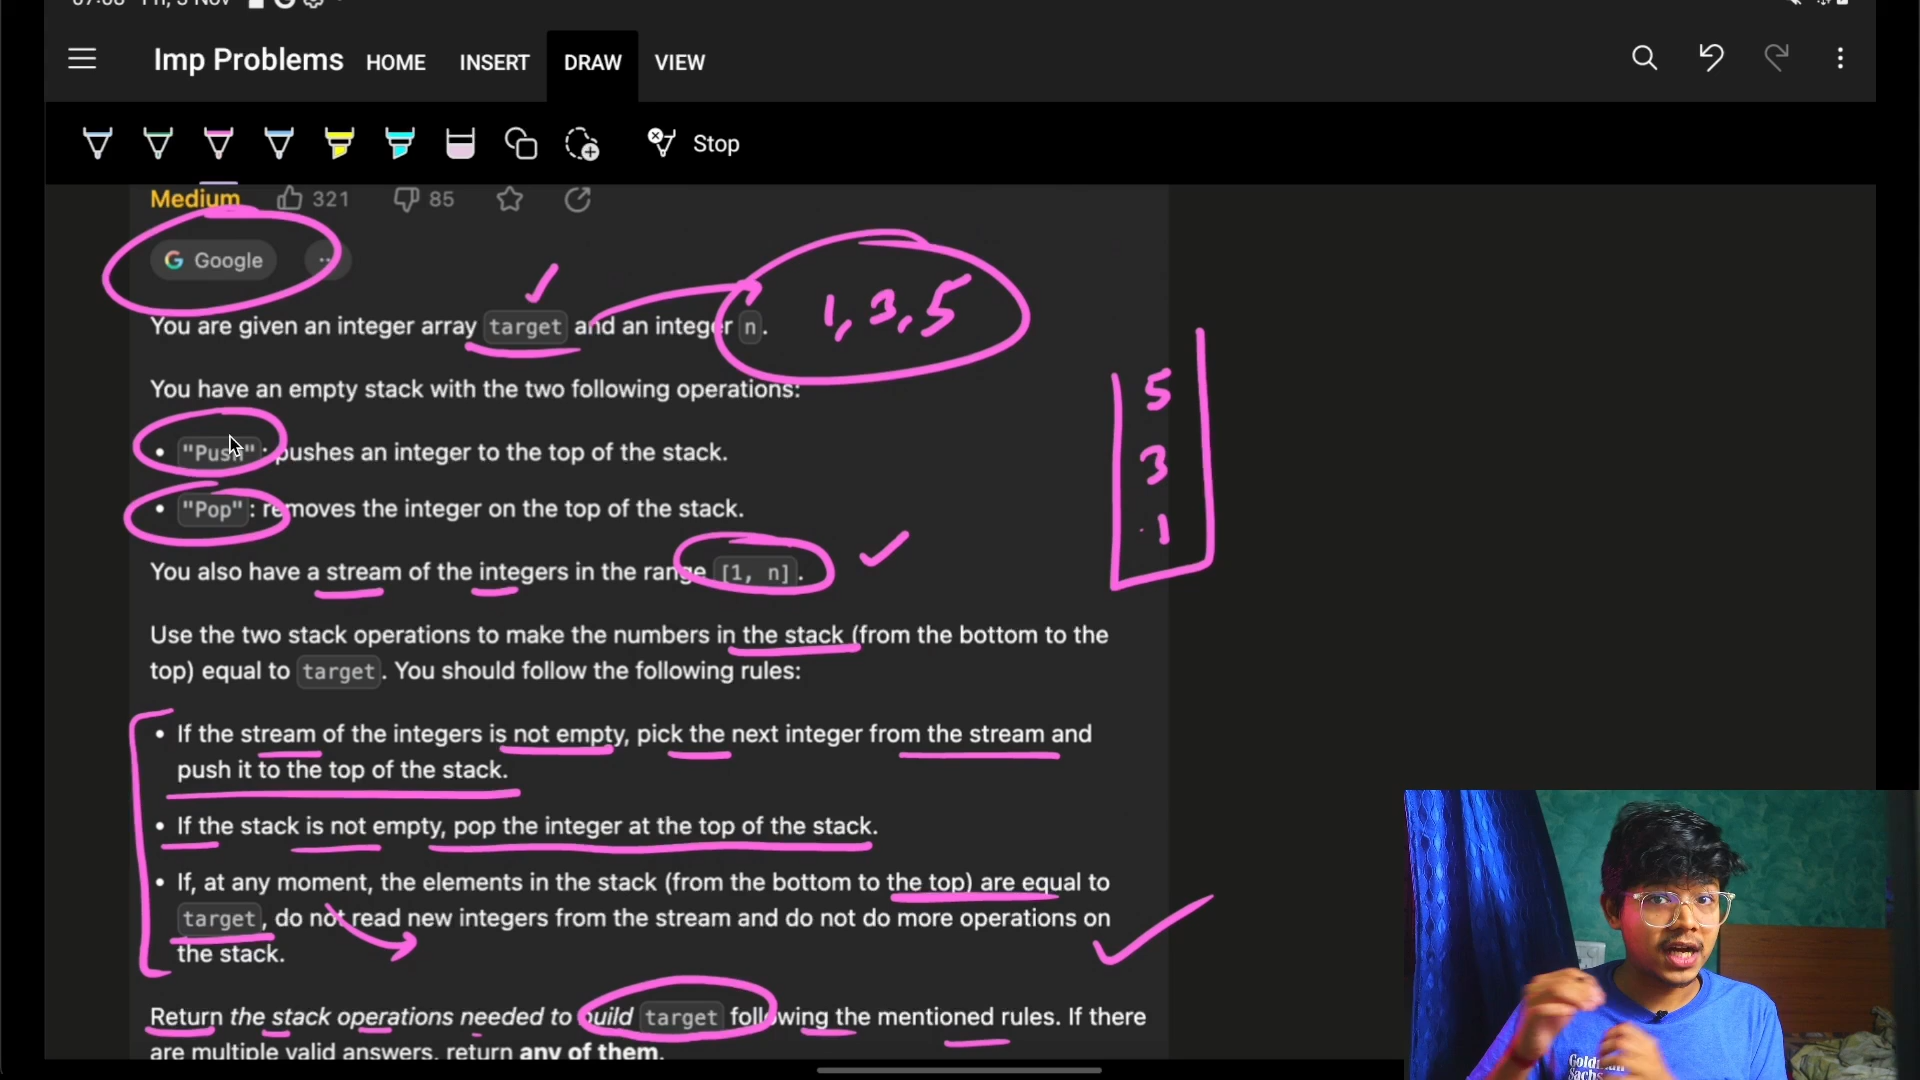 Imp Problems HOME INSERT DRAW VIEW
Stop
Medium 321 85
Google
1, 3, 5
You are given an integer array target and an integer n.
You have an empty stack with the two following operations:
5
3
1
• "Push": pushes an integer to the top of the stack.
• "Pop": removes the integer on the top of the stack.
You also have a stream of the integers in the range [1, n].
Use the two stack operations to make the numbers in the stack (from the bottom to the
top) equal to target. You should follow the following rules:
• If the stream of the integers is not empty, pick the next integer from the stream and
push it to the top of the stack.
• If the stack is not empty, pop the integer at the top of the stack.
• If, at any moment, the elements in the stack (from the bottom to the top) are equal to
target, do not read new integers from the stream and do not do more operations on
the stack.
Return the stack operations needed to build target following the mentioned rules. If there
are multiple valid answers, return any of them.
Sachs